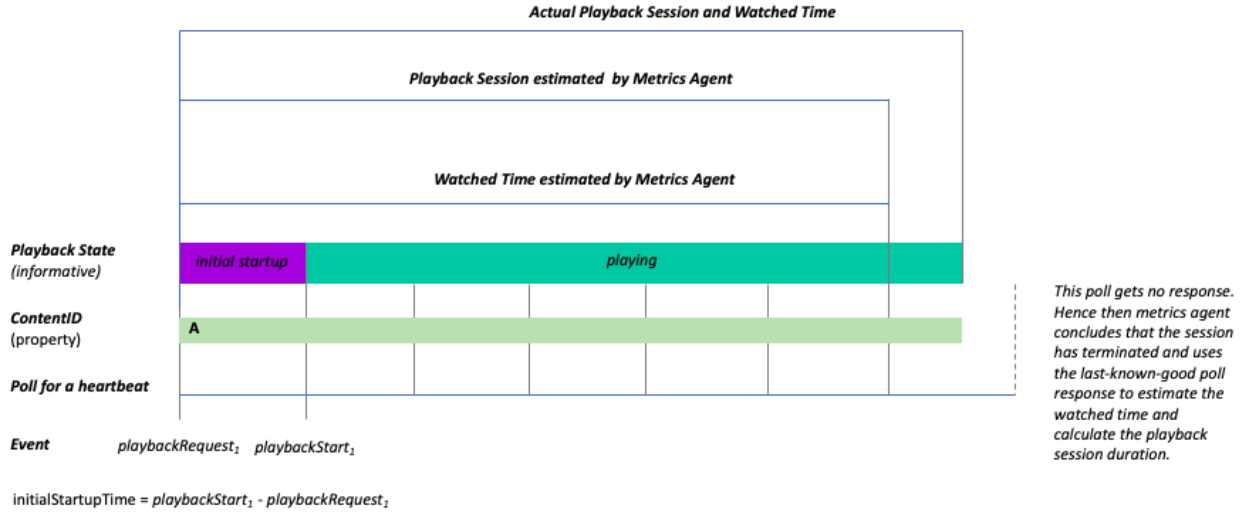 Actual Playback Session and Watched Time
Playback Session estimated  by Metrics Agent
Watched Time estimated by Metrics Agent
Playback State
(informative)
initial startup
playing
ContentID
(property)
A
Poll for a heartbeat
This poll gets no response.
Hence then metrics agent
concludes that the session
has terminated and uses
the last-known-good poll
response to estimate the
watched time and
calculate the playback
session duration.
Event
playbackRequest₁
playbackStart₁
initialStartupTime = playbackStart₁ - playbackRequest₁